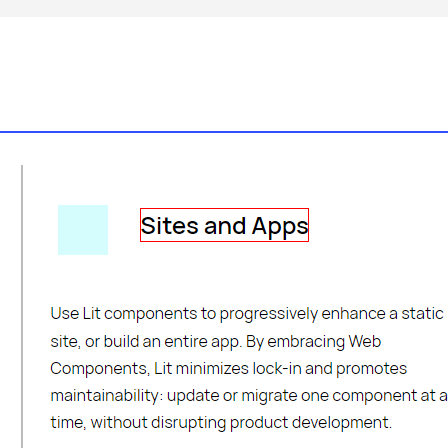 Sites and Apps
Use Lit components to progressively enhance a static
site, or build an entire app. By embracing Web
Components, Lit minimizes lock-in and promotes
maintainability: update or migrate one component at a
time, without disrupting product development.